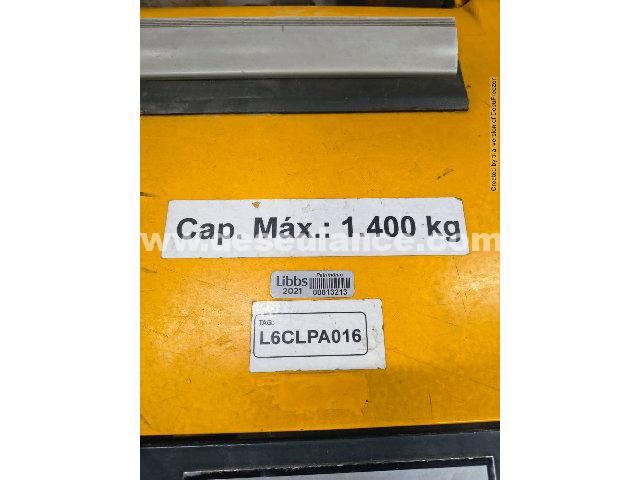 Cap. Máx.: 1.400 kg
Libbs
2021
Patrimônio
00013213
TAG:
L6CLPA016